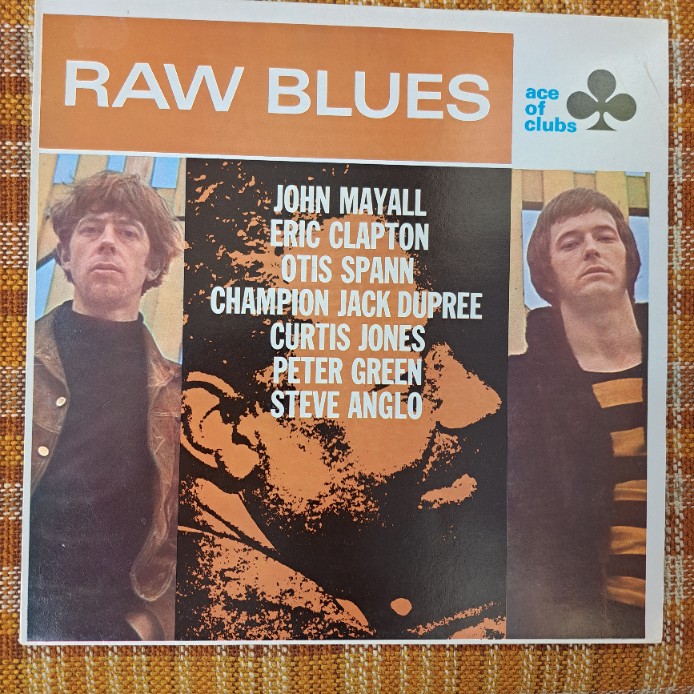 RAW BLUES
ace
of
clubs
JOHN MAYALL
ERIC CLAPTON
OTIS SPANN
CHAMPION JACK DUPREE
CURTIS JONES
PETER GREEN
STEVE ANGLO